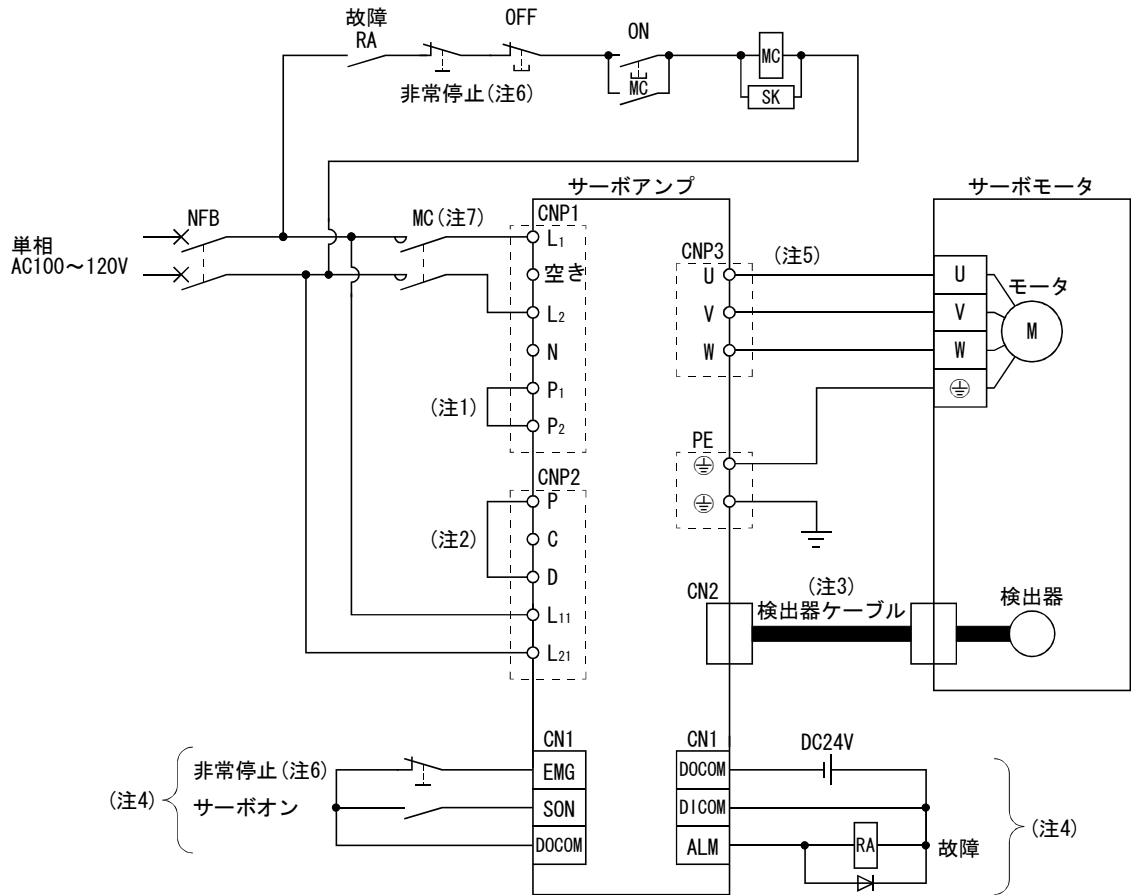 故障
RA
OFF
ON
MC
SK
MC
非常停止(注6)
サーボアンプ
サーボモータ
NFB
MC(注7)
CNP1
L1
空き
L2
N
P1
P2
(注1)
単相
AC100～120V
CNP3
U
V
W
(注5)
U
V
W
モータ
M
PE
CNP2
P
C
D
L11
L21
(注2)
CN2
(注3)
検出器ケーブル
検出器
CN1
EMG
SON
DOCOM
非常停止(注6)
サーボオン
(注4)
CN1
DOCOM
DICOM
ALM
DC24V
RA
故障
(注4)